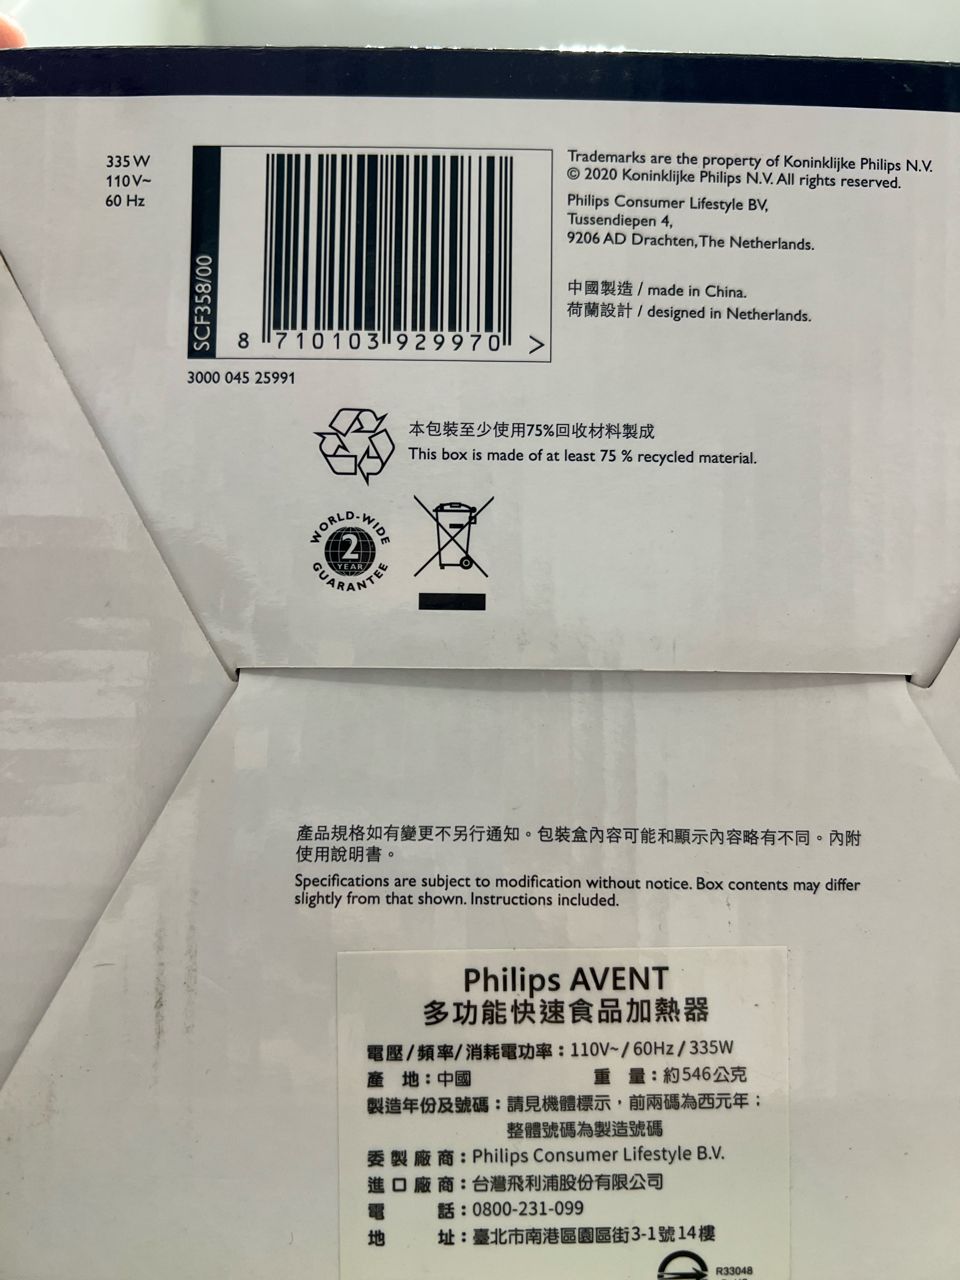 335 W
110 V~
60 Hz
SCF358/00
8 710103 929970 >
3000 045 25991
Trademarks are the property of Koninklijke Philips N.V.
© 2020 Koninklijke Philips N.V. All rights reserved.
Philips Consumer Lifestyle BV,
Tussendiepen 4,
9206 AD Drachten, The Netherlands.
中國製造 / made in China.
荷蘭設計 / designed in Netherlands.
本包裝至少使用75%回收材料製成
This box is made of at least 75 % recycled material.
WORLD-WIDE
2
YEAR
GUARANTEE
產品規格如有變更不另行通知。包裝盒內容可能和顯示內容略有不同。內附
使用說明書。
Specifications are subject to modification without notice. Box contents may differ
slightly from that shown. Instructions included.
Philips AVENT
多功能快速食品加熱器
電壓/頻率/消耗電功率：110V~/60Hz/335W
產 地：中國 重 量：約546公克
製造年份及號碼：請見機體標示，前兩碼為西元年；
整體號碼為製造號碼
委製廠商：Philips Consumer Lifestyle B.V.
進口廠商：台灣飛利浦股份有限公司
電 話：0800-231-099
地 址：臺北市南港區園區街3-1號14樓
R33048